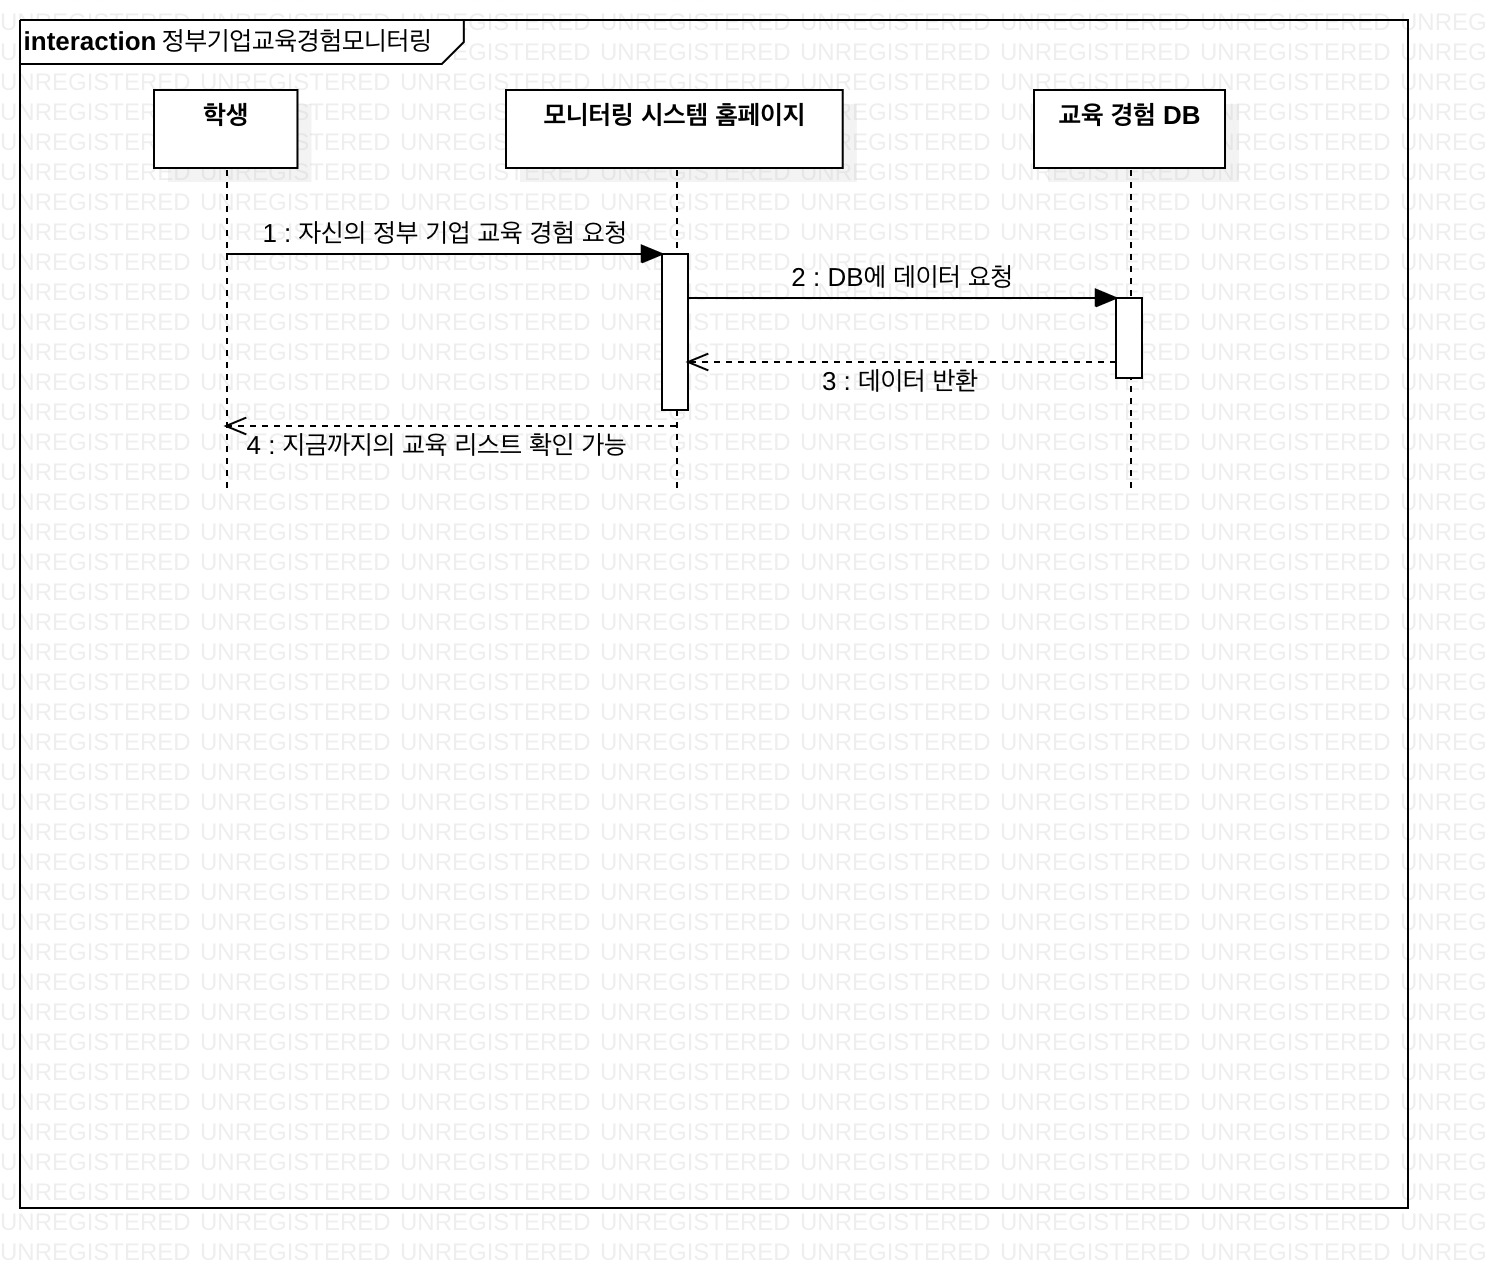 interaction 정부기업교육경험모니터링
학생
모니터링 시스템 홈페이지
교육 경험 DB
1 : 자신의 정부 기업 교육 경험 요청
2 : DB에 데이터 요청
3 : 데이터 반환
4 : 지금까지의 교육 리스트 확인 가능
UNREGISTERED